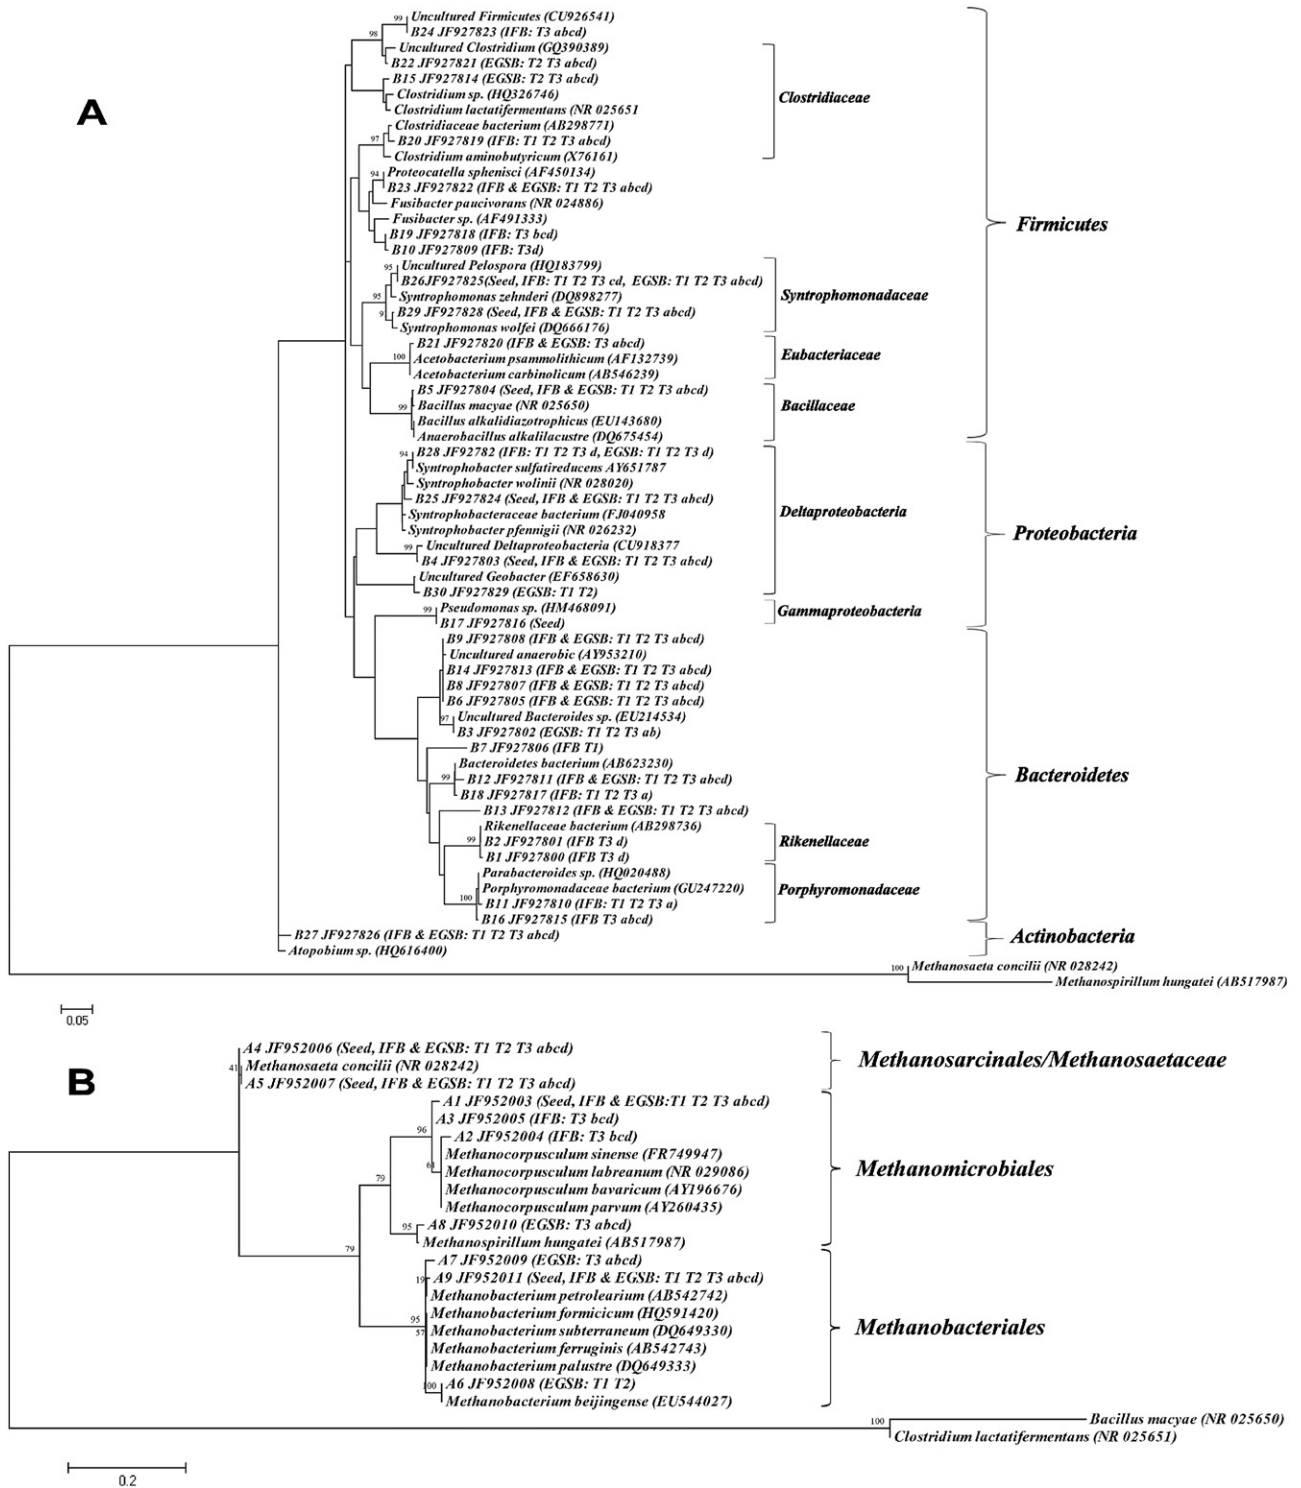 A
Uncultured Firmicutes (CU926541)
B24 JF927823 (IFB: T3 abcd)
Uncultured Clostridium (GQ390389)
B22 JF927821 (EGSB: T2 T3 abcd)
B15 JF927814 (EGSB: T2 T3 abcd)
Clostridium sp. (HQ326746)
Clostridium lactatifermentans (NR 025651
Clostridiaceae bacterium (AB298771)
B20 JF927819 (IFB: T1 T2 T3 abcd)
Clostridium aminobutyricum (X76161)
Proteocatella sphenisci (AF450134)
B23 JF927822 (IFB & EGSB: T1 T2 T3 abcd)
Fusibacter paucivorans (NR 024886)
Fusibacter sp. (AF491333)
B19 JF927818 (IFB: T3 bcd)
B10 JF927809 (IFB: T3d)
Uncultured Pelospora (HQ183799)
B26JF927825(Seed, IFB: T1 T2 T3 cd, EGSB: T1 T2 T3 abcd)
Syntrophomonas zehnderi (DQ898277)
B29 JF927828 (Seed, IFB & EGSB: T1 T2 T3 abcd)
Syntrophomonas wolfei (DQ666176)
B21 JF927820 (IFB & EGSB: T3 abcd)
Acetobacterium psammolithicum (AF132739)
Acetobacterium carbinolicum (AB546239)
B5 JF927804 (Seed, IFB & EGSB: T1 T2 T3 abcd)
Bacillus macyae (NR 025650)
Bacillus alkalidiazotrophicus (EU143680)
Anaerobacillus alkalilacustre (DQ675454)
B28 JF92782 (IFB: T1 T2 T3 d, EGSB: T1 T2 T3 d)
Syntrophobacter sulfatireducens AY651787
Syntrophobacter wolinii (NR 028020)
B25 JF927824 (Seed, IFB & EGSB: T1 T2 T3 abcd)
Syntrophobacteraceae bacterium (FJ040958
Syntrophobacter pfennigii (NR 026232)
Uncultured Deltaproteobacteria (CU918377
B4 JF927803 (Seed, IFB & EGSB: T1 T2 T3 abcd)
Uncultured Geobacter (EF658630)
B30 JF927829 (EGSB: T1 T2)
Pseudomonas sp. (HM468091)
B17 JF927816 (Seed)
B9 JF927808 (IFB & EGSB: T1 T2 T3 abcd)
Uncultured anaerobic (AY953210)
B14 JF927813 (IFB & EGSB: T1 T2 T3 abcd)
B8 JF927807 (IFB & EGSB: T1 T2 T3 abcd)
B6 JF927805 (IFB & EGSB: T1 T2 T3 abcd)
Uncultured Bacteroides sp. (EU214534)
B3 JF927802 (EGSB: T1 T2 T3 ab)
B7 JF927806 (IFB T1)
Bacteroidetes bacterium (AB623230)
B12 JF927811 (IFB & EGSB: T1 T2 T3 abcd)
B18 JF927817 (IFB: T1 T2 T3 a)
B13 JF927812 (IFB & EGSB: T1 T2 T3 abcd)
Rikenellaceae bacterium (AB298736)
B2 JF927801 (IFB T3 d)
B1 JF927800 (IFB T3 d)
Parabacteroides sp. (HQ020488)
Porphyromonadaceae bacterium (GU247220)
B11 JF927810 (IFB: T1 T2 T3 a)
B16 JF927815 (IFB T3 abcd)
B27 JF927826 (IFB & EGSB: T1 T2 T3 abcd)
Atopobium sp. (HQ616400)
Methanosaeta concilii (NR 028242)
Methanospirillum hungatei (AB517987)
99
98
97
94
95
95
9
100
99
94
99
99
97
99
99
100
100
Clostridiaceae
Syntrophomonadaceae
Eubacteriaceae
Bacillaceae
Deltaproteobacteria
Gammaproteobacteria
Rikenellaceae
Porphyromonadaceae
Firmicutes
Proteobacteria
Bacteroidetes
Actinobacteria
0.05
B
A4 JF952006 (Seed, IFB & EGSB: T1 T2 T3 abcd)
Methanosaeta concilii (NR 028242)
A5 JF952007 (Seed, IFB & EGSB: T1 T2 T3 abcd)
A1 JF952003 (Seed, IFB & EGSB:T1 T2 T3 abcd)
A3 JF952005 (IFB: T3 bcd)
A2 JF952004 (IFB: T3 bcd)
Methanocorpusculum sinense (FR749947)
Methanocorpusculum labreanum (NR 029086)
Methanocorpusculum bavaricum (AY196676)
Methanocorpusculum parvum (AY260435)
A8 JF952010 (EGSB: T3 abcd)
Methanospirillum hungatei (AB517987)
A7 JF952009 (EGSB: T3 abcd)
A9 JF952011 (Seed, IFB & EGSB: T1 T2 T3 abcd)
Methanobacterium petrolearium (AB542742)
Methanobacterium formicicum (HQ591420)
Methanobacterium subterraneum (DQ649330)
Methanobacterium ferruginis (AB542743)
Methanobacterium palustre (DQ649333)
A6 JF952008 (EGSB: T1 T2)
Methanobacterium beijingense (EU544027)
Bacillus macyae (NR 025650)
Clostridium lactatifermentans (NR 025651)
41
96
79
95
79
19
95
57
100
100
Methanosarcinales/Methanosaetaceae
Methanomicrobiales
Methanobacteriales
0.2